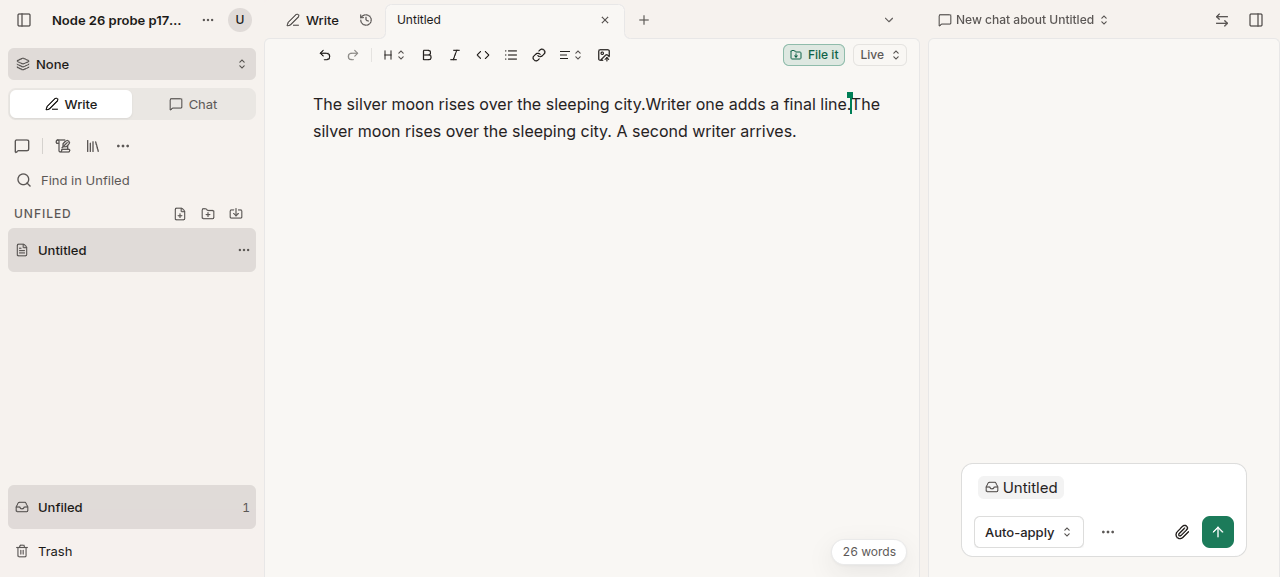 Node 26 probe p17...
U
Write
Untitled
New chat about Untitled
None
H
B
I
File it
Live
Write
Chat
The silver moon rises over the sleeping city.Writer one adds a final line.The
silver moon rises over the sleeping city. A second writer arrives.
Find in Unfiled
UNFILED
Untitled
Untitled
Auto-apply
Unfiled
1
Trash
26 words